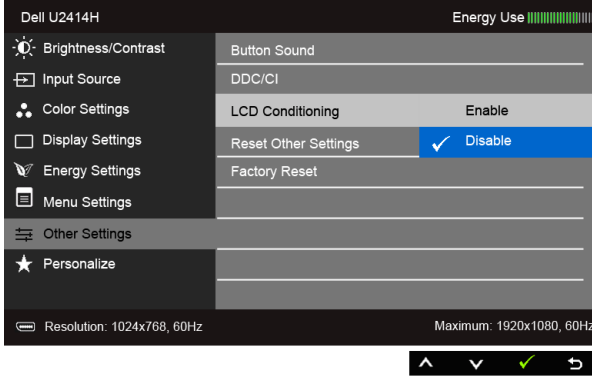 Dell U2414H Energy Use
Brightness/Contrast Button Sound
Input Source DDC/CI
Color Settings LCD Conditioning Enable
Display Settings Reset Other Settings Disable
Energy Settings Factory Reset
Menu Settings
Other Settings
Personalize
Resolution: 1024x768, 60Hz Maximum: 1920x1080, 60Hz